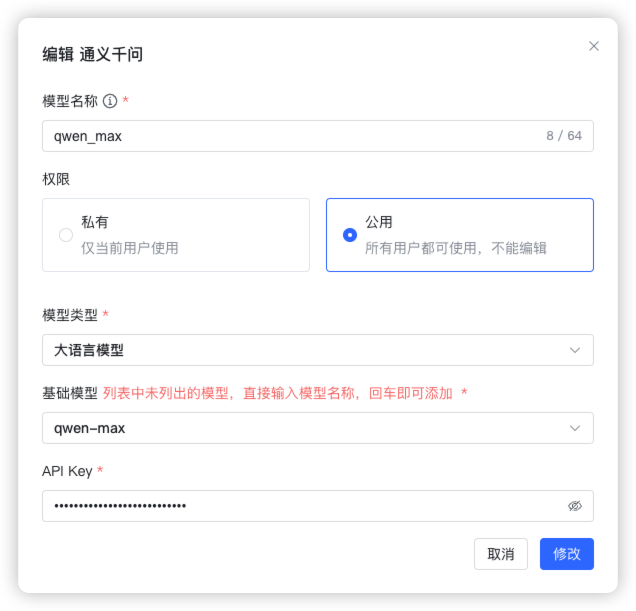 编辑 通义千问
模型名称 *
qwen_max 8 / 64
权限
私有
仅当前用户使用
公用
所有用户都可使用，不能编辑
模型类型 *
大语言模型
基础模型 列表中未列出的模型，直接输入模型名称，回车即可添加 *
qwen-max
API Key *
••••••••••••••••••••••••••••
取消 修改